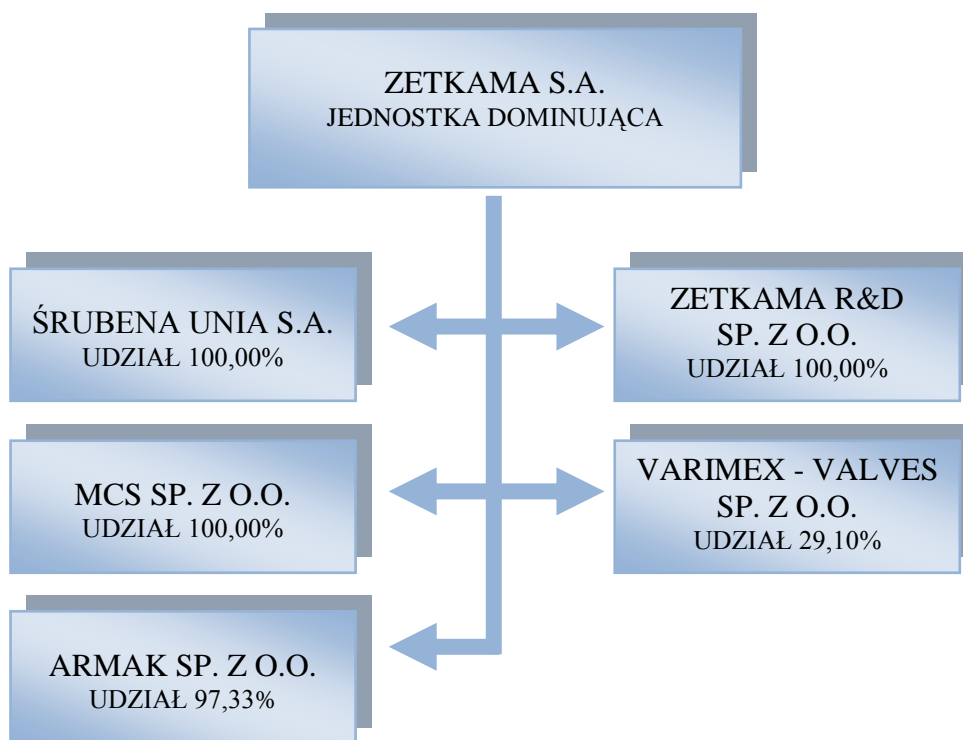 ZETKAMA S.A.
JEDNOSTKA DOMINUJĄCA
ŚRUBENA UNIA S.A.
UDZIAŁ 100,00%
ZETKAMA R&D
SP. Z O.O.
UDZIAŁ 100,00%
MCS SP. Z O.O.
UDZIAŁ 100,00%
VARIMEX - VALVES
SP. Z O.O.
UDZIAŁ 29,10%
ARMAK SP. Z O.O.
UDZIAŁ 97,33%